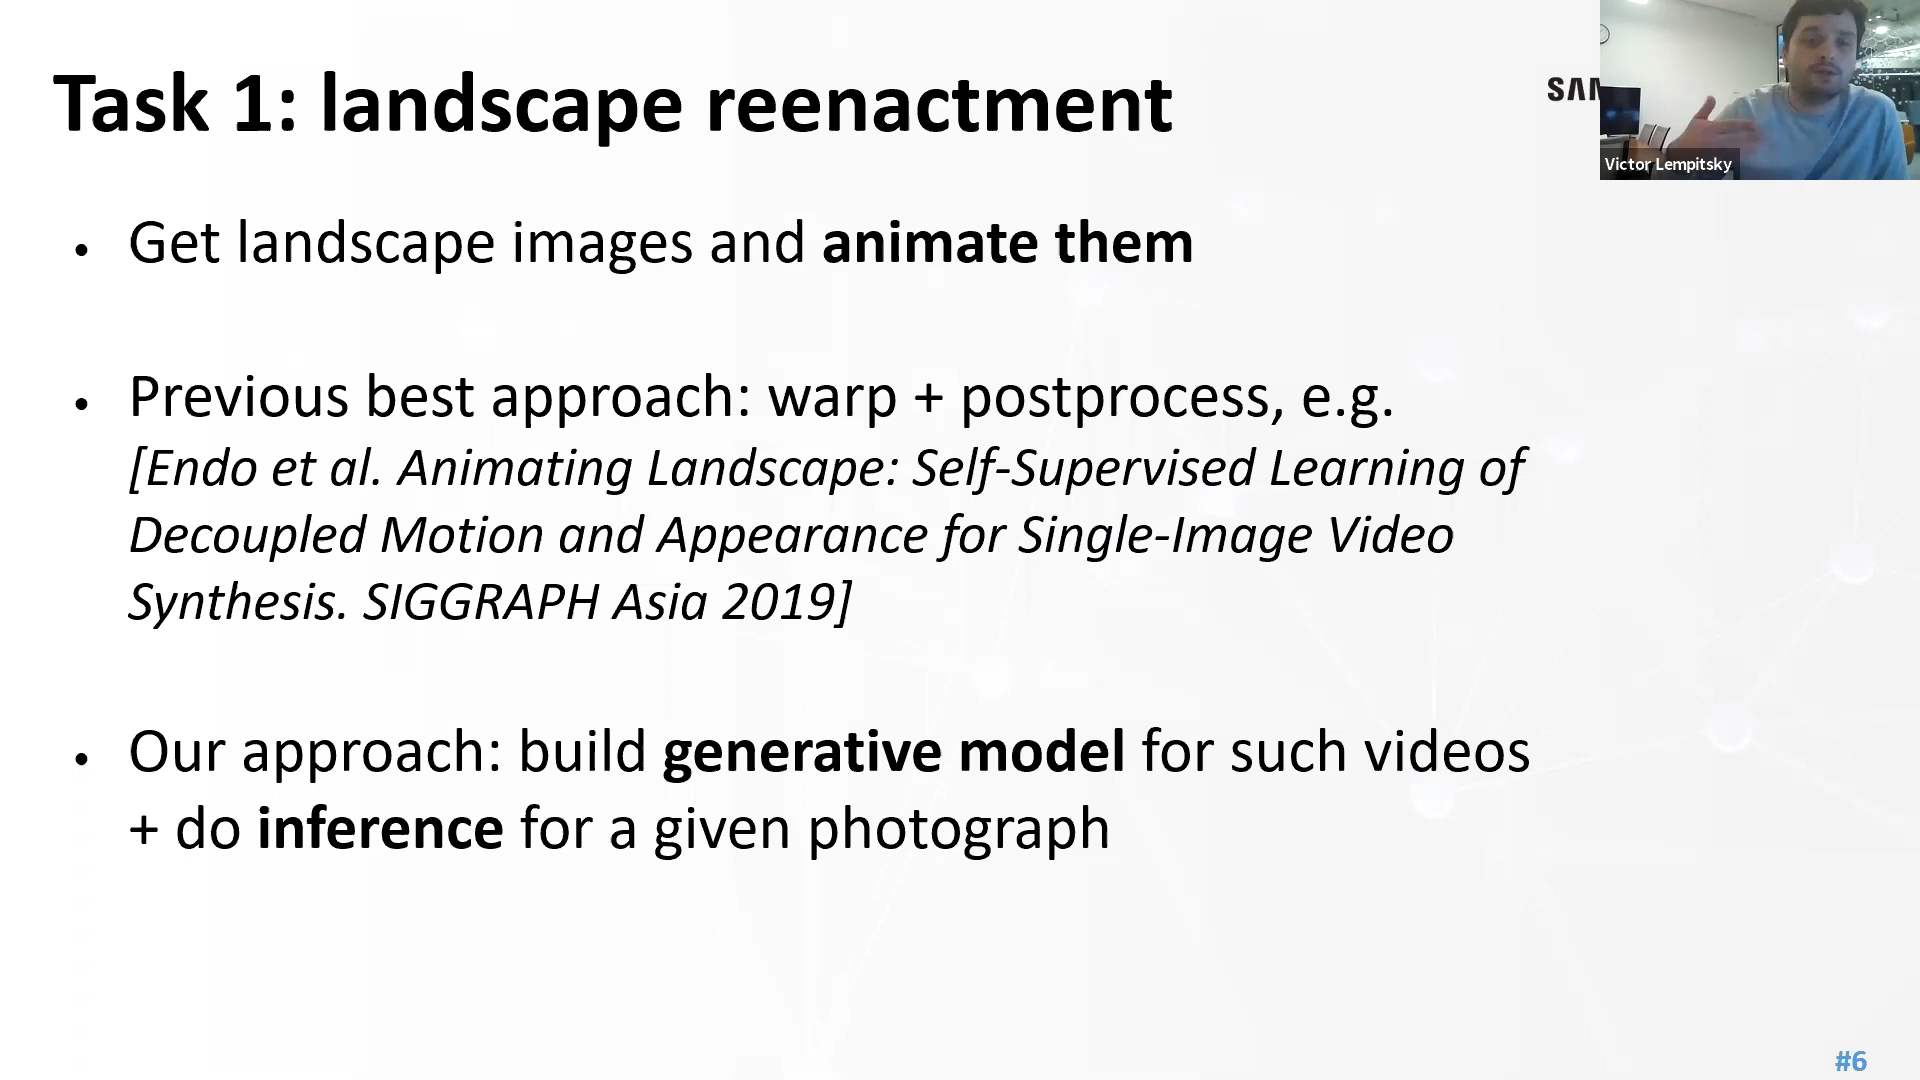 Task 1: landscape reenactment
Victor Lempitsky
• Get landscape images and animate them
• Previous best approach: warp + postprocess, e.g.
[Endo et al. Animating Landscape: Self-Supervised Learning of
Decoupled Motion and Appearance for Single-Image Video
Synthesis. SIGGRAPH Asia 2019]
• Our approach: build generative model for such videos
+ do inference for a given photograph
#6